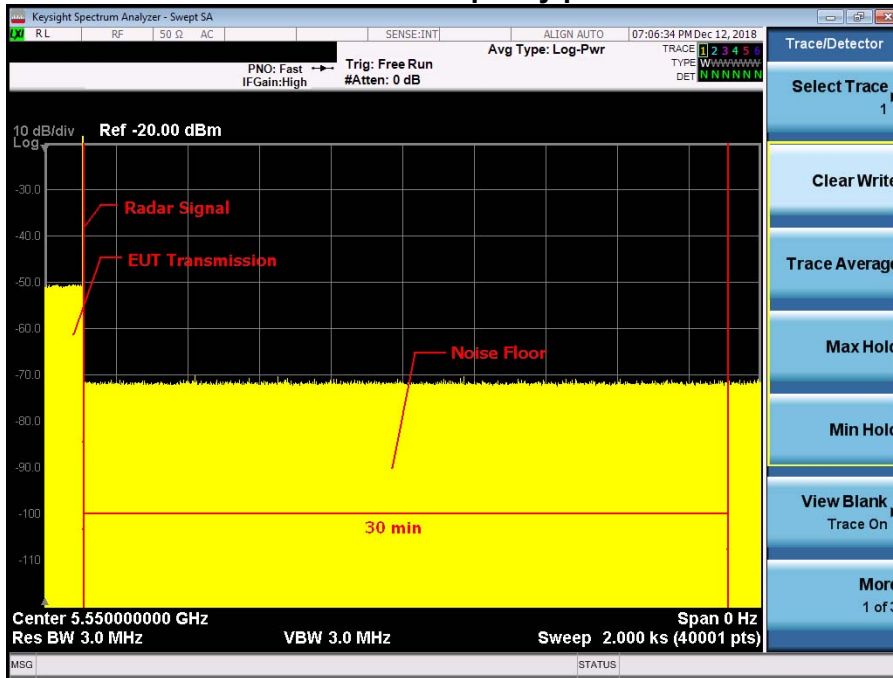 Keysight Spectrum Analyzer - Swept SA
LXI RL RF 50 Ω AC SENSE:INT ALIGN AUTO 07:06:34 PM Dec 12, 2018
Avg Type: Log-Pwr
TRACE 1 2 3 4 5 6
TYPE WWWWWWW
DET N N N N N N
PNO: Fast
IFGain:High
Trig: Free Run
#Atten: 0 dB
Trace/Detector
Select Trace
1
Clear Write
Trace Average
Max Hold
Min Hold
View Blank
Trace On
More
1 of 3
10 dB/div Ref -20.00 dBm
Log
-30.0
Radar Signal
-40.0
EUT Transmission
-50.0
-60.0
Noise Floor
-70.0
-80.0
-90.0
-100
30 min
-110
Center 5.550000000 GHz Span 0 Hz
Res BW 3.0 MHz VBW 3.0 MHz Sweep 2.000 ks (40001 pts)
MSG STATUS